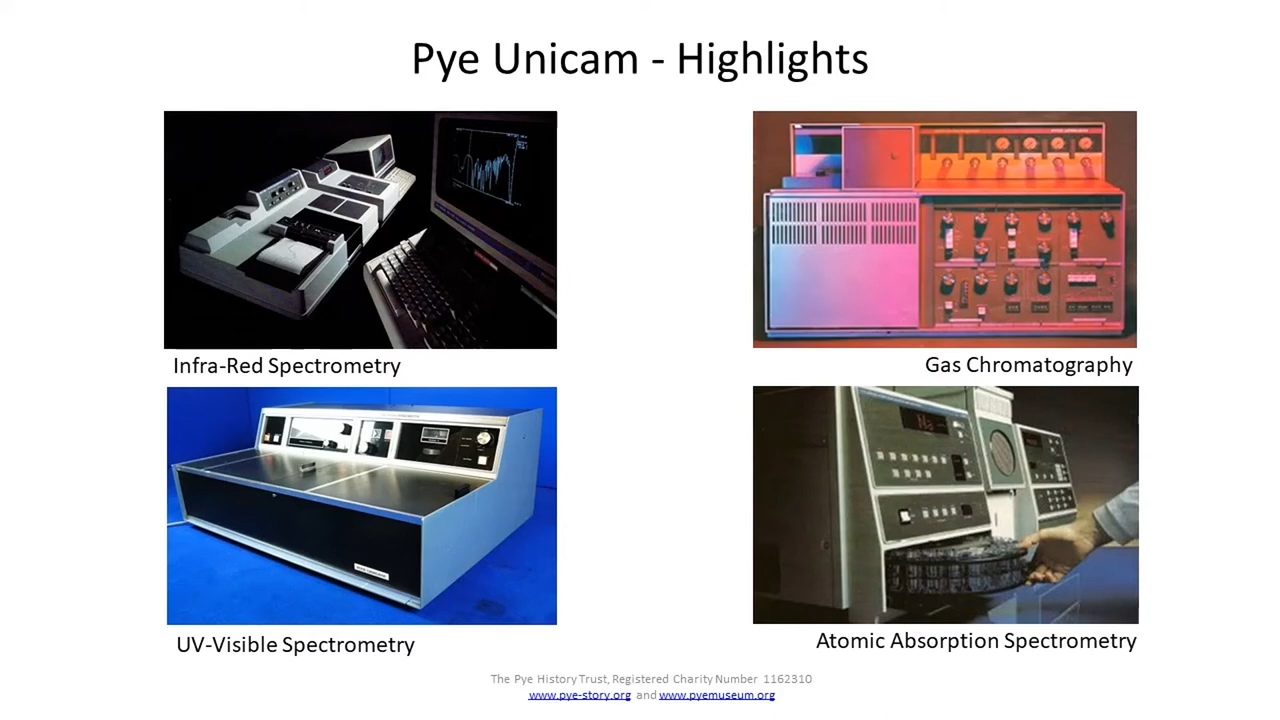 Pye Unicam - Highlights
Infra-Red Spectrometry
Gas Chromatography
UV-Visible Spectrometry
Atomic Absorption Spectrometry
The Pye History Trust, Registered Charity Number 1162310
www.pye-story.org and www.pyemuseum.org